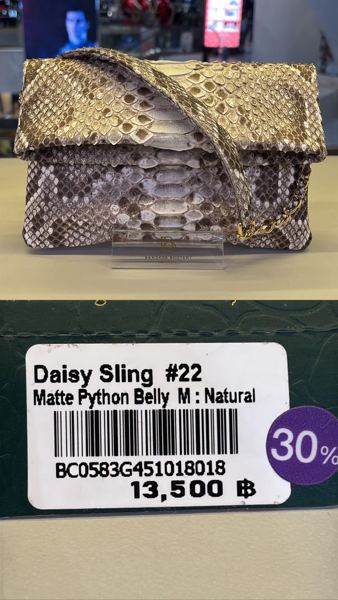 Daisy Sling #22
Matte Python Belly M : Natural
BC0583G451018018
13,500 ฿
30%